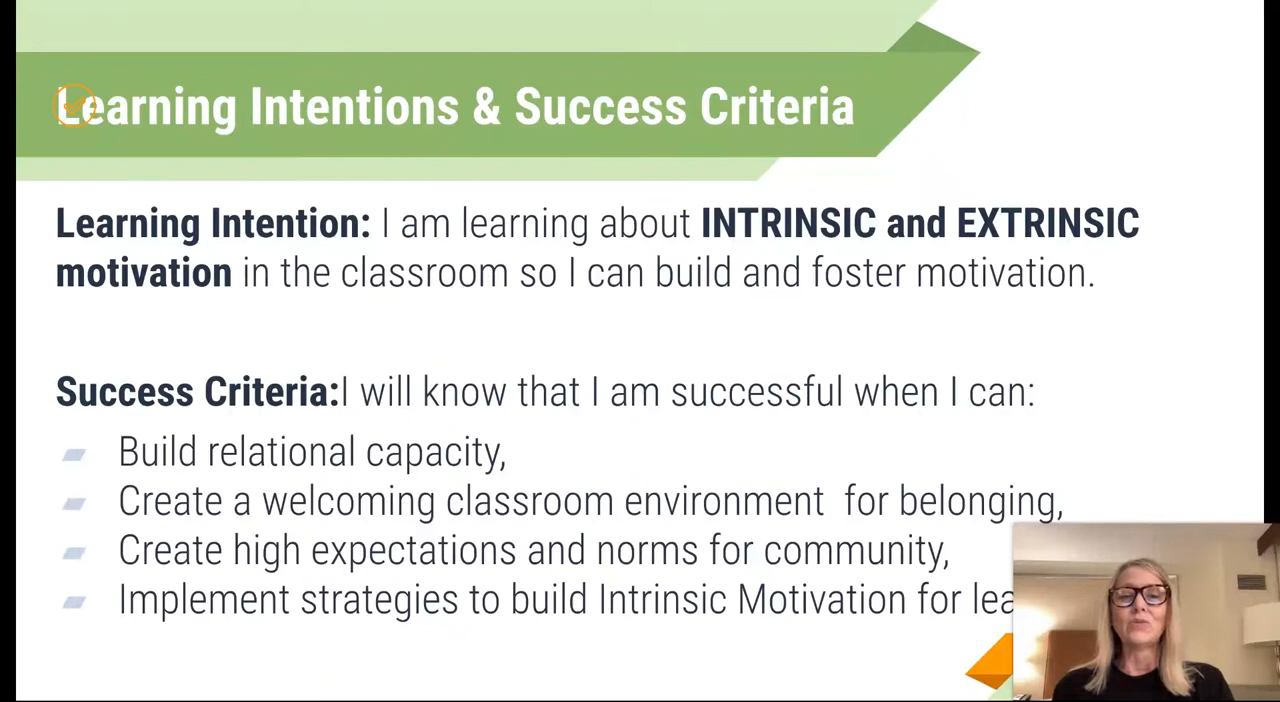 Learning Intentions & Success Criteria
Learning Intention: I am learning about INTRINSIC and EXTRINSIC
motivation in the classroom so I can build and foster motivation.
Success Criteria:I will know that I am successful when I can:
Build relational capacity,
Create a welcoming classroom environment for belonging,
Create high expectations and norms for community,
Implement strategies to build Intrinsic Motivation for